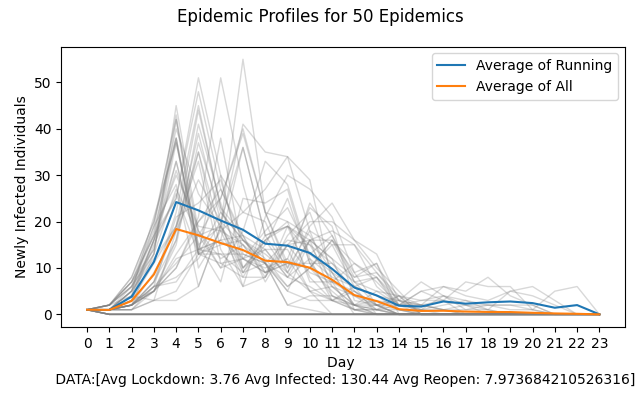 Epidemic Profiles for 50 Epidemics
Average of Running
Average of All
Newly Infected Individuals
50
40
30
20
10
0
0 1 2 3 4 5 6 7 8 9 10 11 12 13 14 15 16 17 18 19 20 21 22 23
Day
DATA:[Avg Lockdown: 3.76 Avg Infected: 130.44 Avg Reopen: 7.973684210526316]